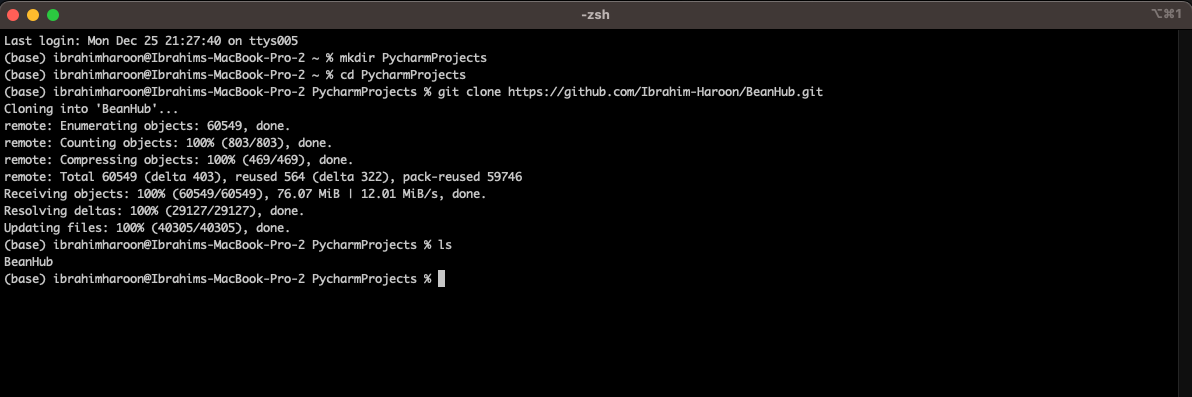 -zsh
⌥⌘1
Last login: Mon Dec 25 21:27:40 on ttys005
(base) ibrahimharoon@Ibrahims-MacBook-Pro-2 ~ % mkdir PycharmProjects
(base) ibrahimharoon@Ibrahims-MacBook-Pro-2 ~ % cd PycharmProjects
(base) ibrahimharoon@Ibrahims-MacBook-Pro-2 PycharmProjects % git clone https://github.com/Ibrahim-Haroon/BeanHub.git
Cloning into 'BeanHub'...
remote: Enumerating objects: 60549, done.
remote: Counting objects: 100% (803/803), done.
remote: Compressing objects: 100% (469/469), done.
remote: Total 60549 (delta 403), reused 564 (delta 322), pack-reused 59746
Receiving objects: 100% (60549/60549), 76.07 MiB | 12.01 MiB/s, done.
Resolving deltas: 100% (29127/29127), done.
Updating files: 100% (40305/40305), done.
(base) ibrahimharoon@Ibrahims-MacBook-Pro-2 PycharmProjects % ls
BeanHub
(base) ibrahimharoon@Ibrahims-MacBook-Pro-2 PycharmProjects %